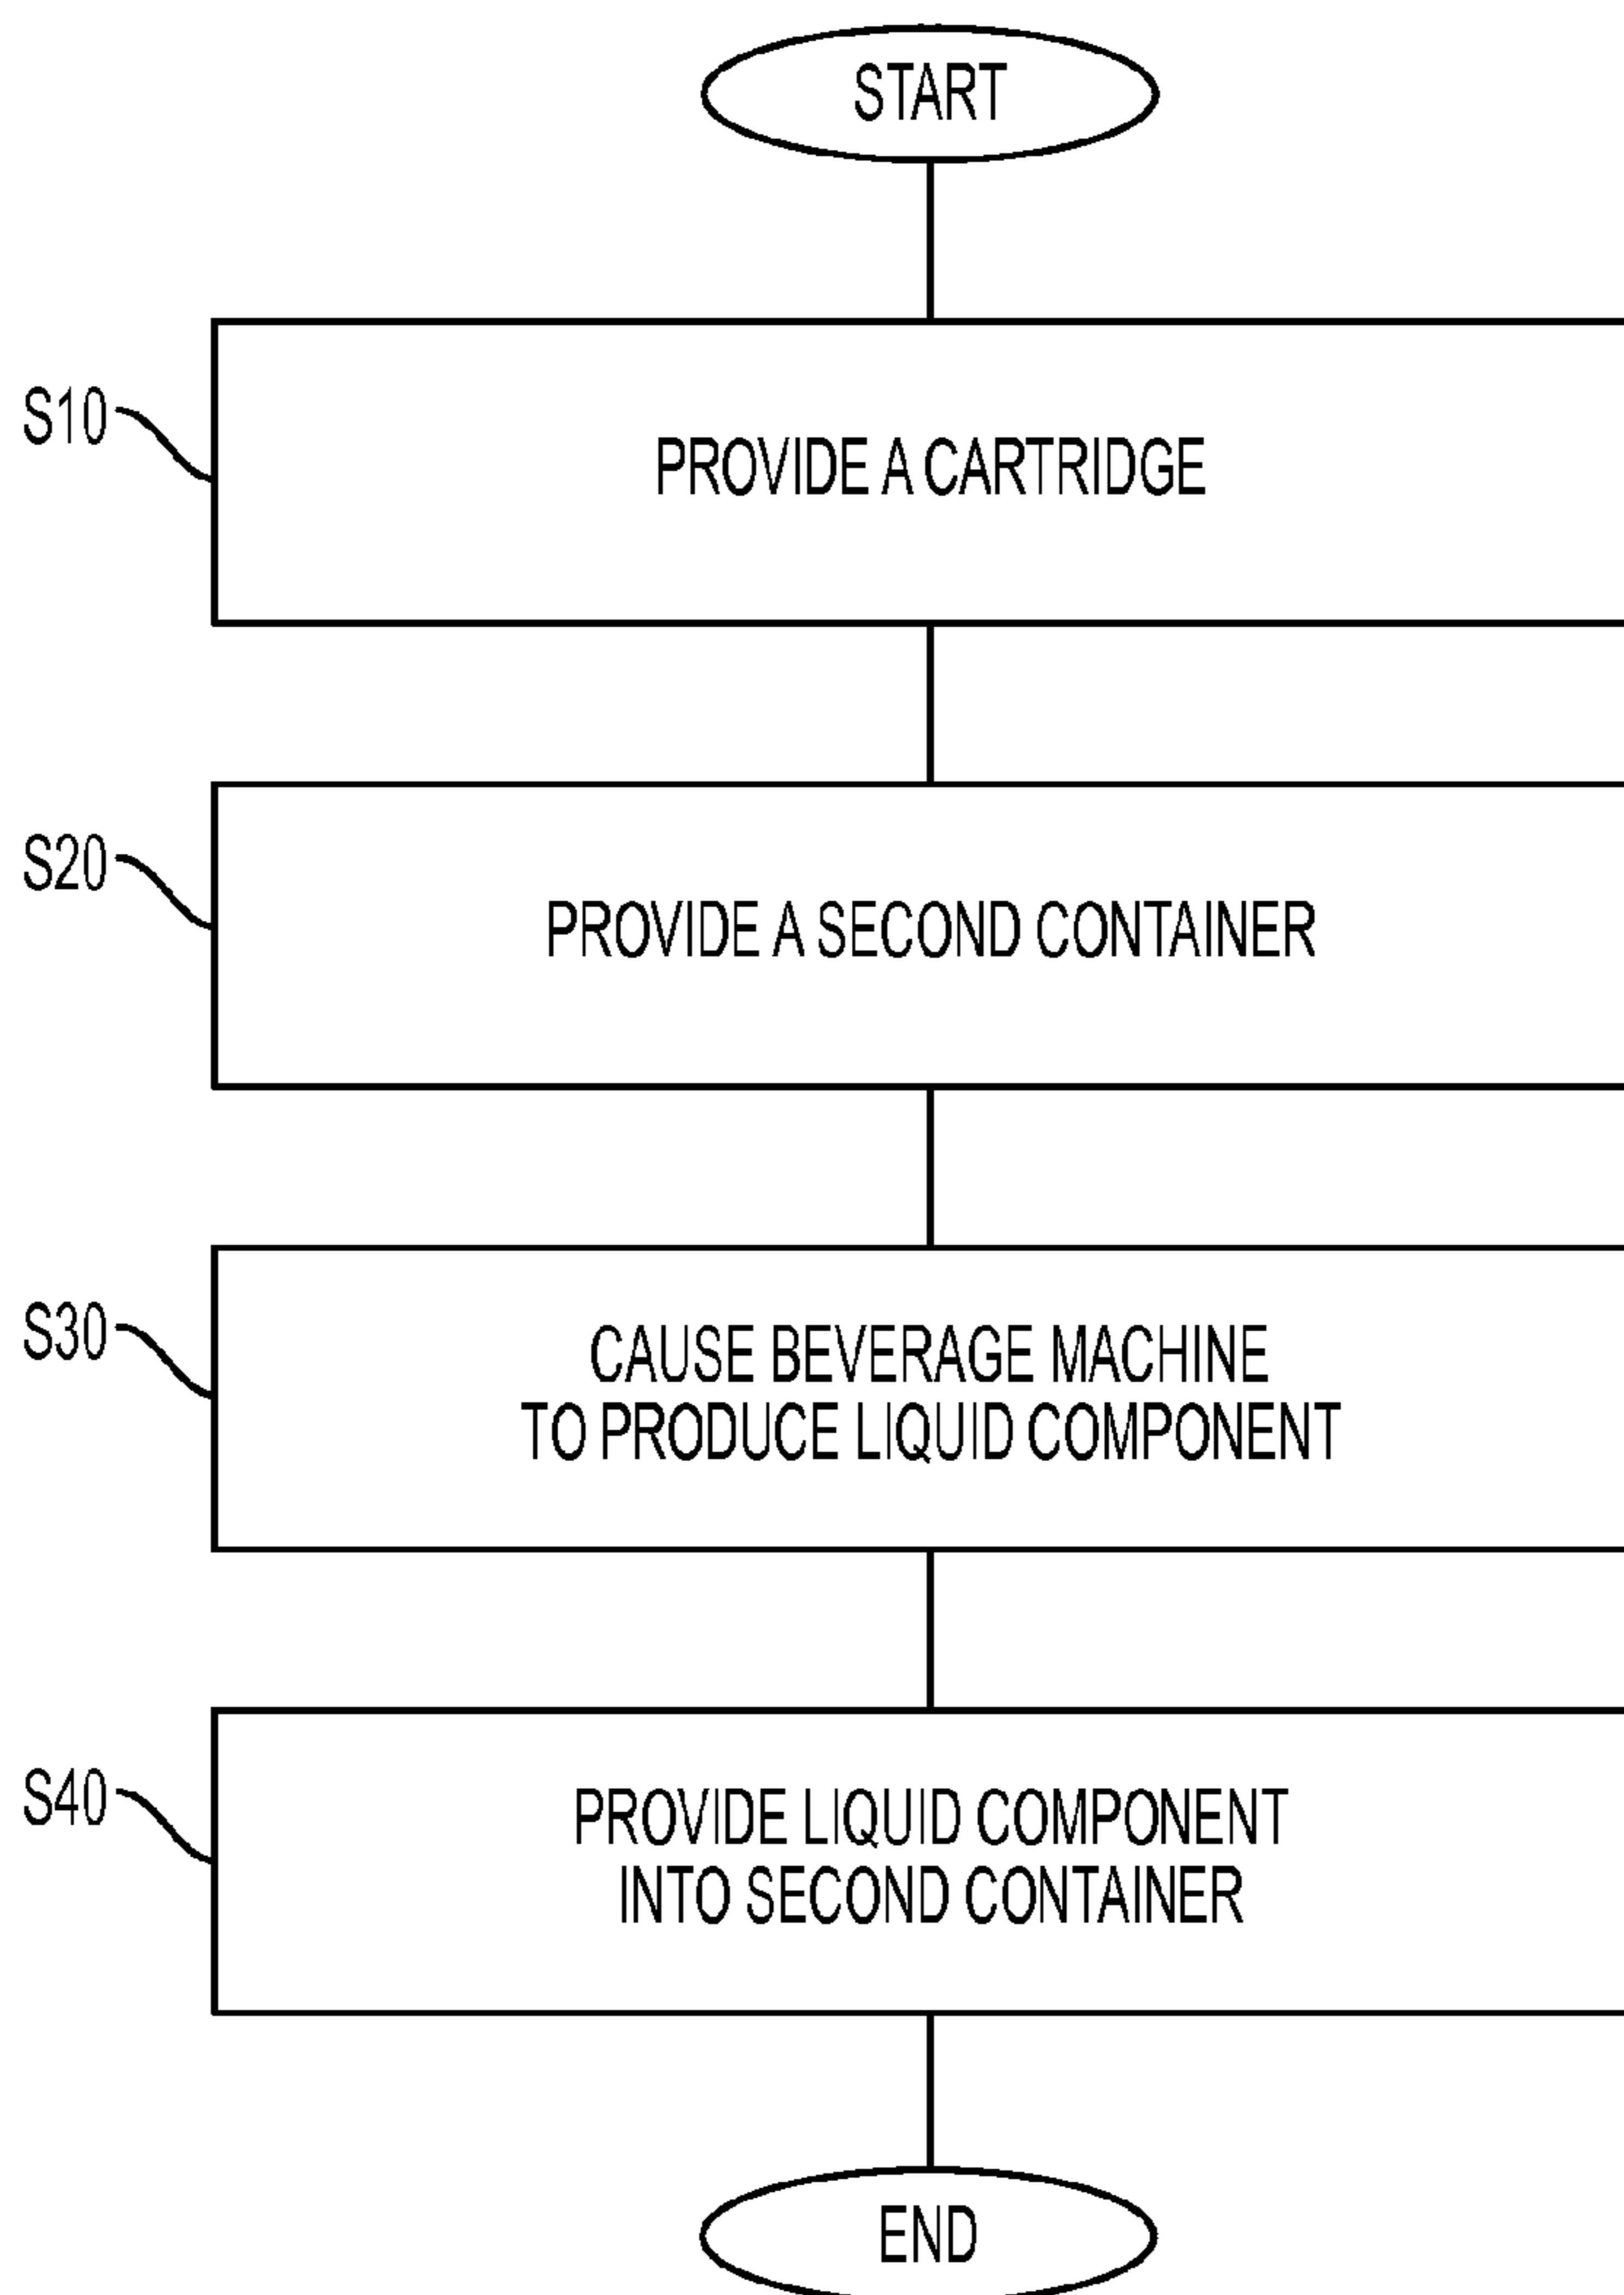 START
S10
PROVIDE A CARTRIDGE
S20
PROVIDE A SECOND CONTAINER
S30
CAUSE BEVERAGE MACHINE
TO PRODUCE LIQUID COMPONENT
S40
PROVIDE LIQUID COMPONENT
INTO SECOND CONTAINER
END